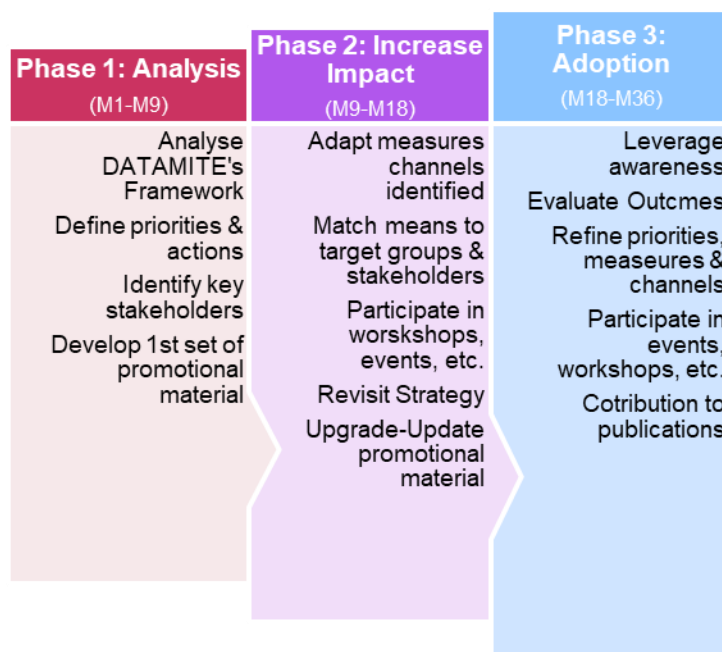 Phase 1: Analysis
(M1-M9)
Analyse
DATAMITE's
Framework
Define priorities &
actions
Identify key
stakeholders
Develop 1st set of
promotional
material
Phase 2: Increase
Impact
(M9-M18)
Adapt measures
channels
identified
Match means to
target groups &
stakeholders
Participate in
worskshops,
events, etc.
Revisit Strategy
Upgrade-Update
promotional
material
Phase 3:
Adoption
(M18-M36)
Leverage
awareness
Evaluate Outcmes
Refine priorities,
measeures &
channels
Participate in
events,
workshops, etc.
Cotribution to
publications